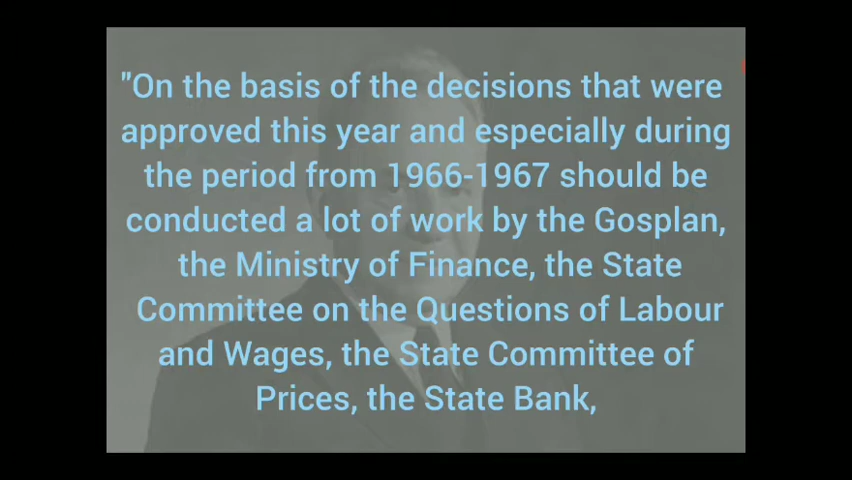 "On the basis of the decisions that were
approved this year and especially during
the period from 1966-1967 should be
conducted a lot of work by the Gosplan,
the Ministry of Finance, the State
Committee on the Questions of Labour
and Wages, the State Committee of
Prices, the State Bank,